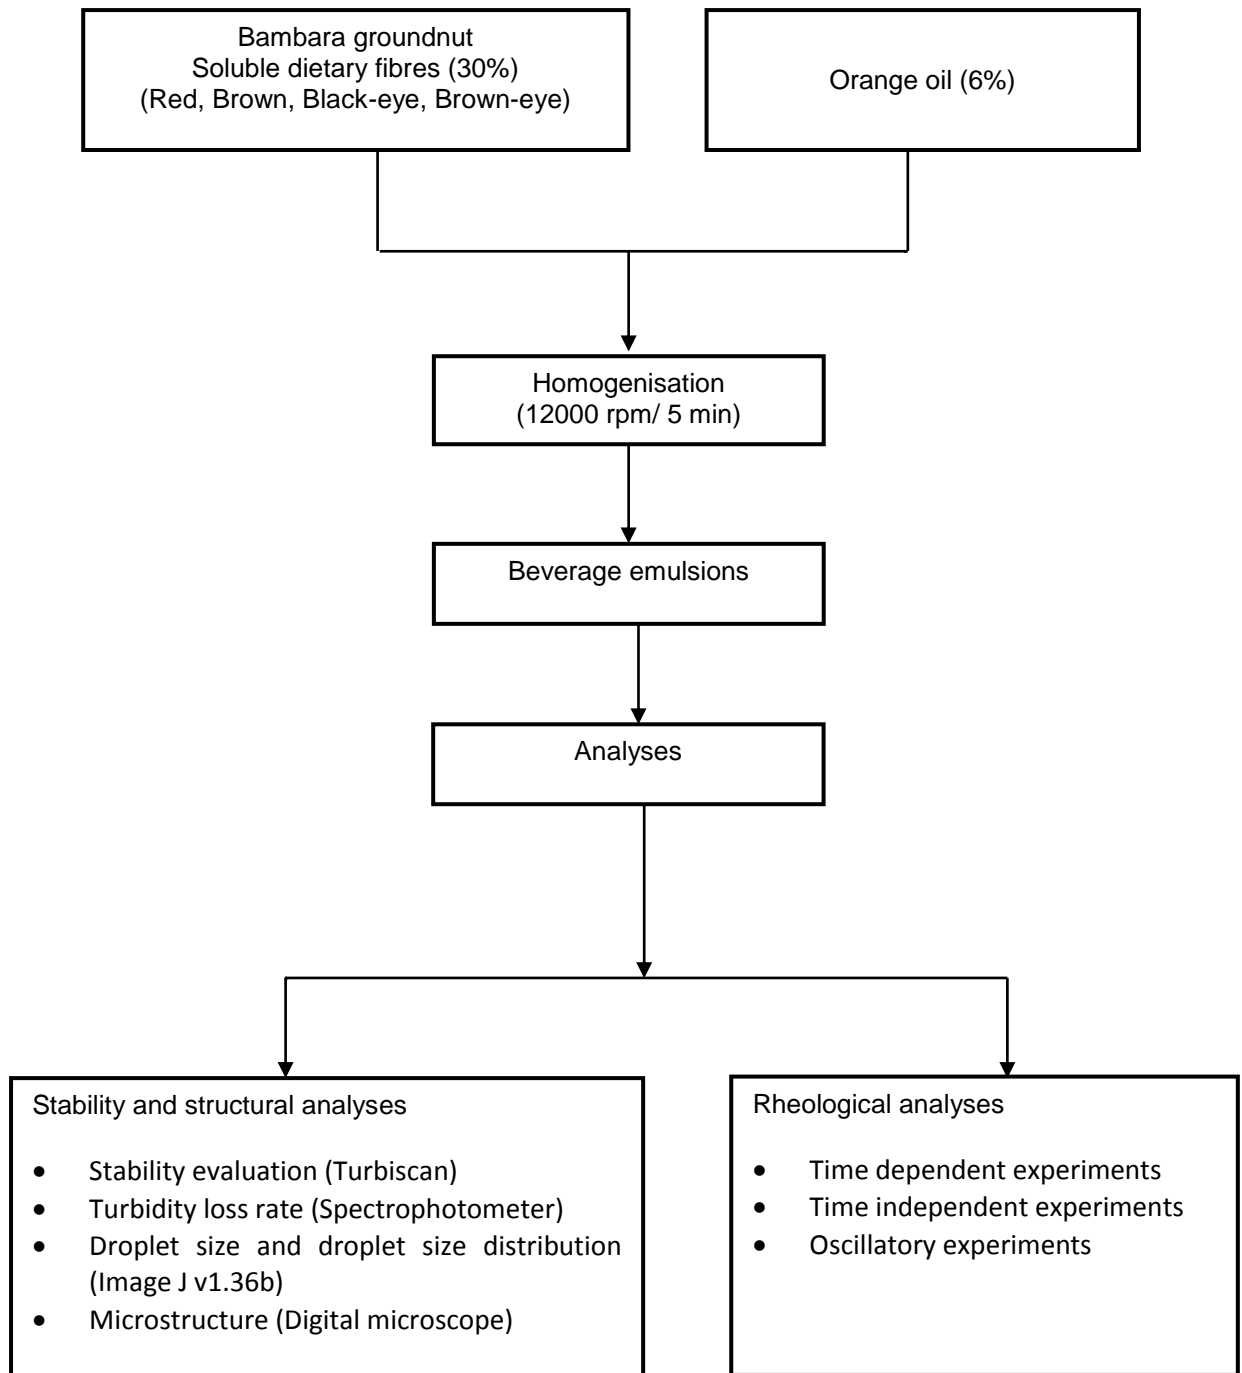 Bambara groundnut
Soluble dietary fibres (30%)
(Red, Brown, Black-eye, Brown-eye)
Orange oil (6%)
Homogenisation
(12000 rpm/ 5 min)
Beverage emulsions
Analyses
Stability and structural analyses
• Stability evaluation (Turbiscan)
• Turbidity loss rate (Spectrophotometer)
• Droplet size and droplet size distribution
(Image J v1.36b)
• Microstructure (Digital microscope)
Rheological analyses
• Time dependent experiments
• Time independent experiments
• Oscillatory experiments